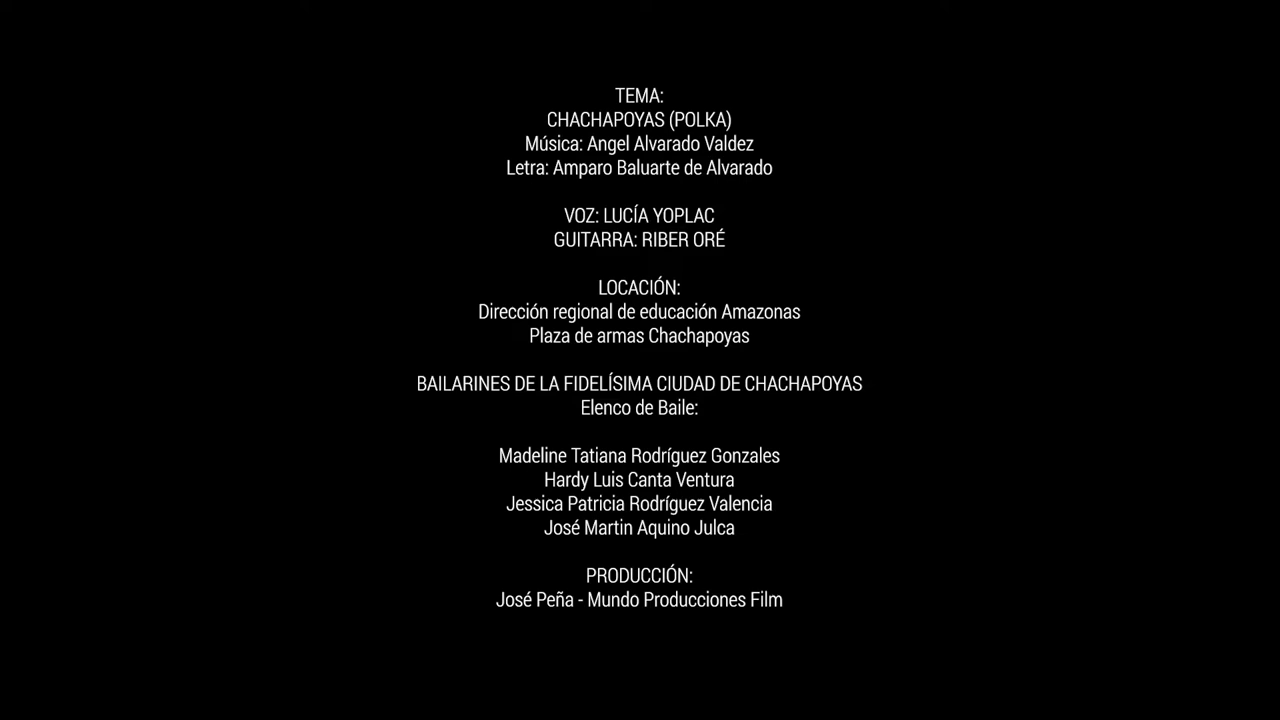 TEMA:
CHACHAPOYAS (POLKA)
Música: Angel Alvarado Valdez
Letra: Amparo Baluarte de Alvarado
VOZ: LUCÍA YOPLAC
GUITARRA: RIBER ORÉ
LOCACIÓN:
Dirección regional de educación Amazonas
Plaza de armas Chachapoyas
BAILARINES DE LA FIDELÍSIMA CIUDAD DE CHACHAPOYAS
Elenco de Baile:
Madeline Tatiana Rodríguez Gonzales
Hardy Luis Canta Ventura
Jessica Patricia Rodríguez Valencia
José Martin Aquino Julca
PRODUCCIÓN:
José Peña - Mundo Producciones Film